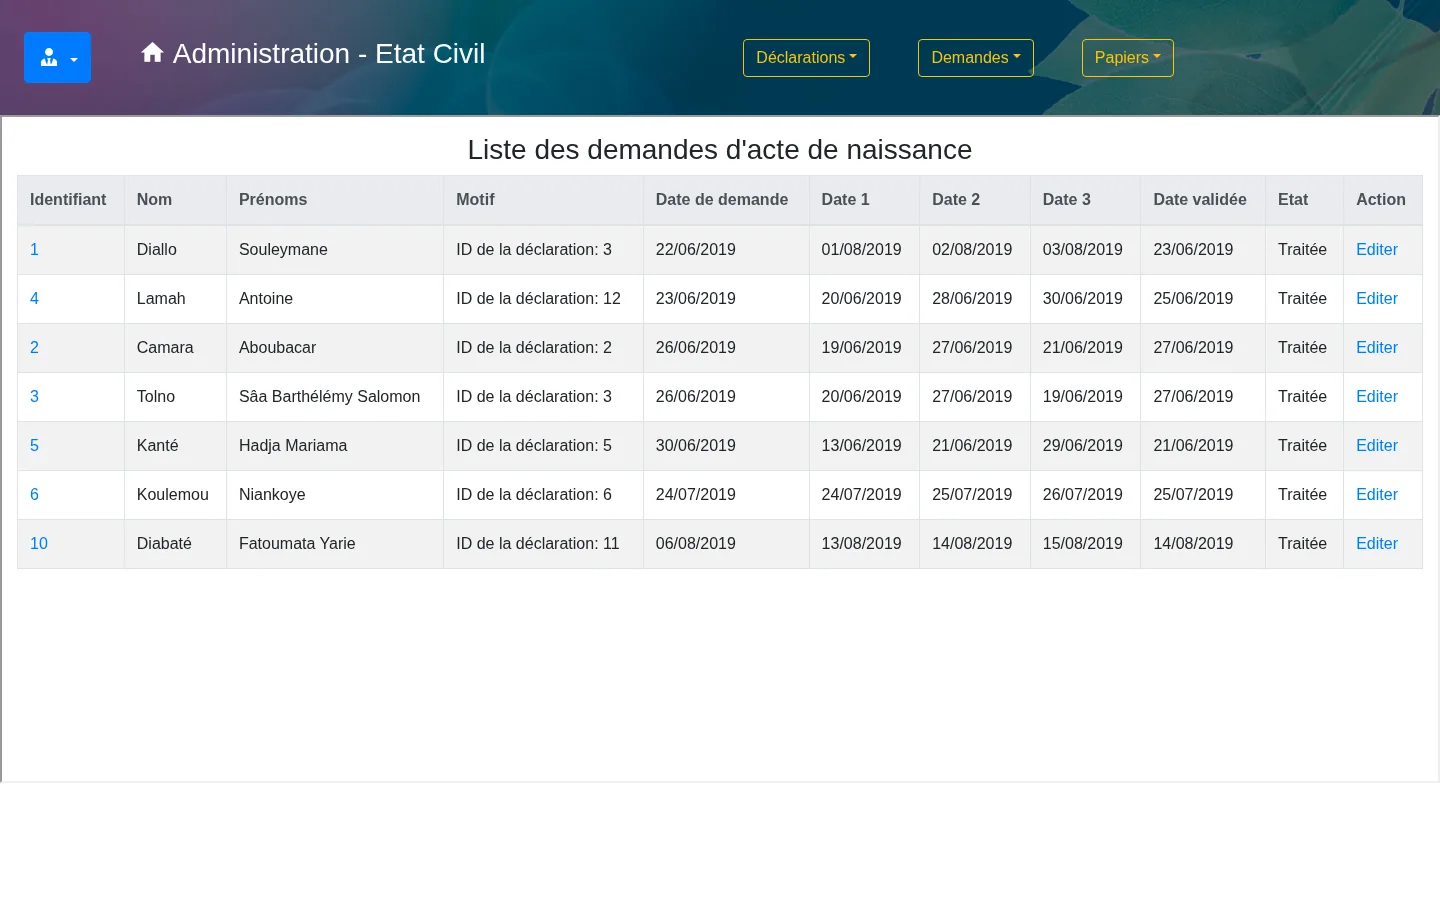 Administration - Etat Civil
Déclarations
Demandes
Papiers
Liste des demandes d'acte de naissance
Identifiant Nom Prénoms Motif Date de demande Date 1 Date 2 Date 3 Date validée Etat Action
1 Diallo Souleymane ID de la déclaration: 3 22/06/2019 01/08/2019 02/08/2019 03/08/2019 23/06/2019 Traitée Editer
4 Lamah Antoine ID de la déclaration: 12 23/06/2019 20/06/2019 28/06/2019 30/06/2019 25/06/2019 Traitée Editer
2 Camara Aboubacar ID de la déclaration: 2 26/06/2019 19/06/2019 27/06/2019 21/06/2019 27/06/2019 Traitée Editer
3 Tolno Sâa Barthélémy Salomon ID de la déclaration: 3 26/06/2019 20/06/2019 27/06/2019 19/06/2019 27/06/2019 Traitée Editer
5 Kanté Hadja Mariama ID de la déclaration: 5 30/06/2019 13/06/2019 21/06/2019 29/06/2019 21/06/2019 Traitée Editer
6 Koulemou Niankoye ID de la déclaration: 6 24/07/2019 24/07/2019 25/07/2019 26/07/2019 25/07/2019 Traitée Editer
10 Diabaté Fatoumata Yarie ID de la déclaration: 11 06/08/2019 13/08/2019 14/08/2019 15/08/2019 14/08/2019 Traitée Editer